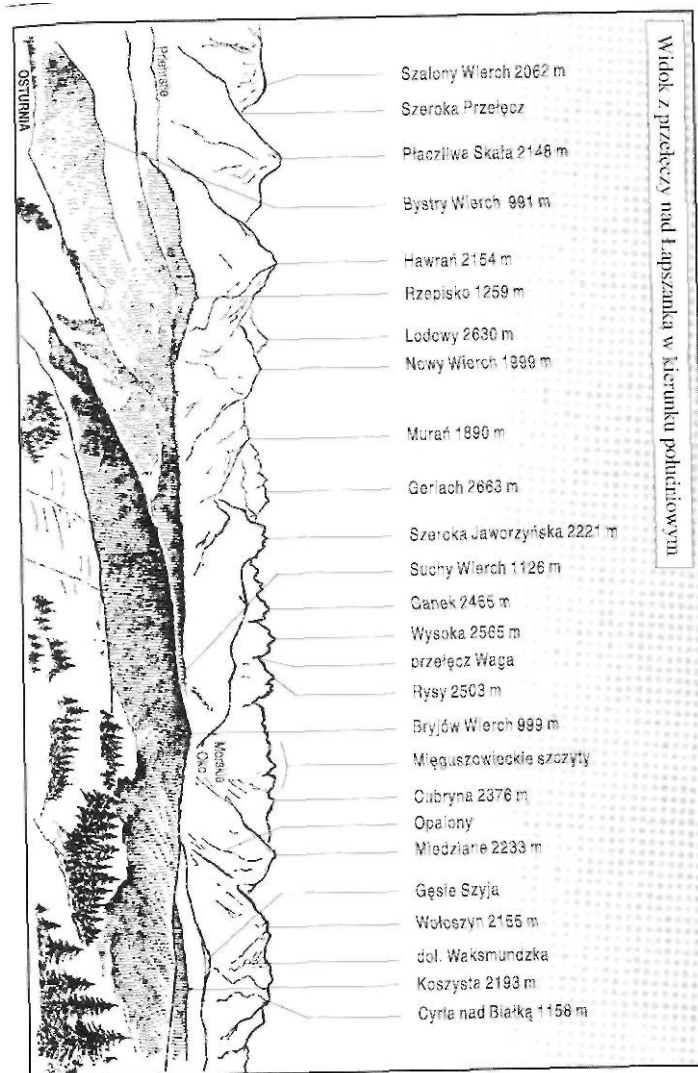 Widok z przełęczy nad Łapszanką w kierunku południowym
Szalony Wierch 2062 m
Szeroka Przełęcz
Płaczliwa Skała 2148 m
Bystry Wierch 991 m
Hawrań 2154 m
Rzepisko 1259 m
Lodowy 2630 m
Nowy Wierch 1999 m
Murań 1890 m
Gerlach 2663 m
Szeroka Jaworzyńska 2221 m
Suchy Wierch 1126 m
Ganek 2465 m
Wysoka 2565 m
przełęcz Waga
Rysy 2503 m
Bryjów Wierch 999 m
Mięguszowieckie szczyty
Cubryna 2376 m
Opalony
Miedziane 2233 m
Gęsie Szyja
Wołoszyn 2155 m
dol. Waksmundzka
Koszysta 2193 m
Cyrla nad Białką 1158 m
OSTURNIA
Morskie
Oko